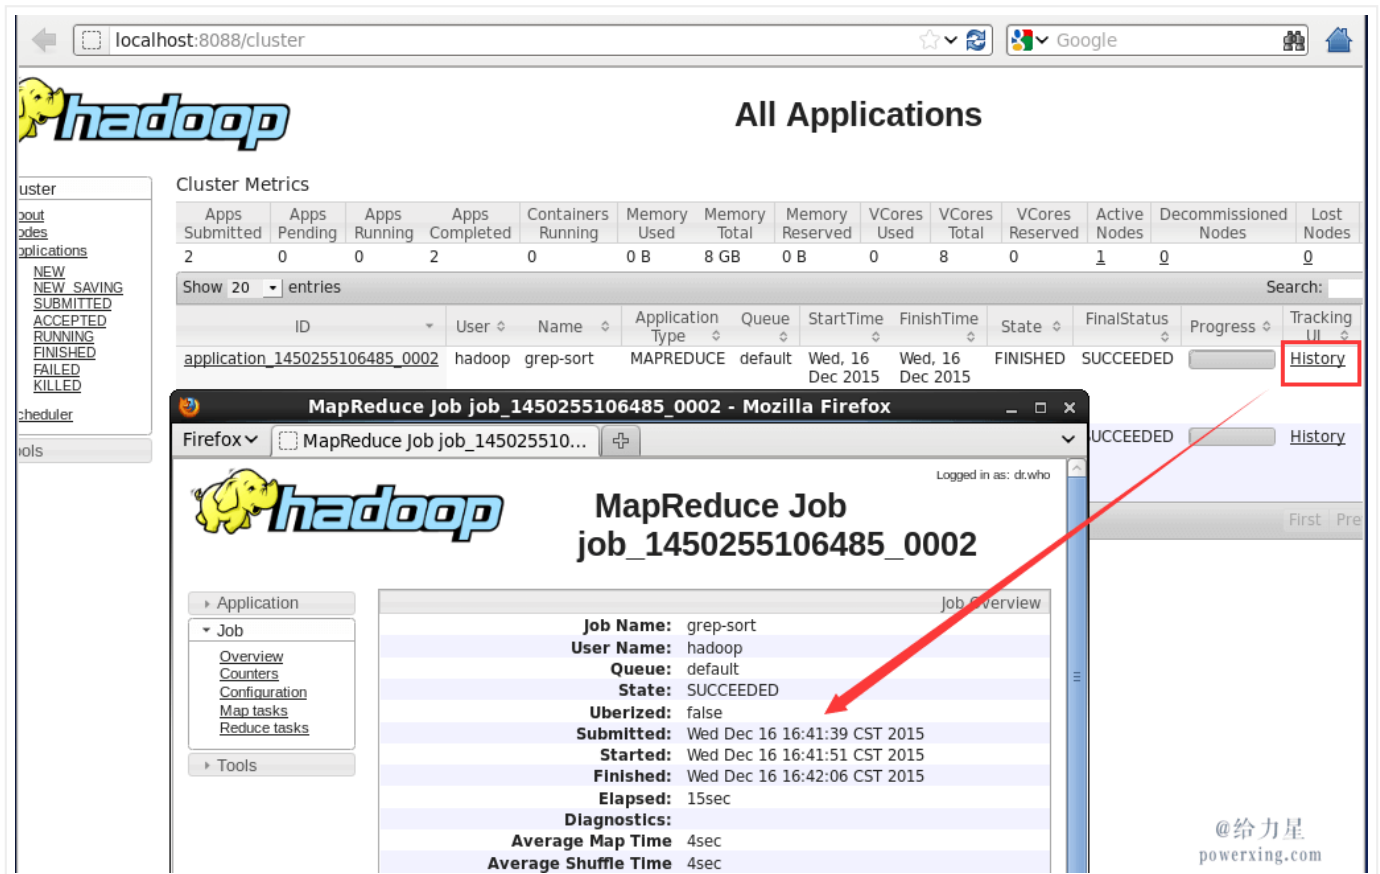 localhost:8088/cluster
Google
hadoop
All Applications
uster
bout
odes
pplications
NEW
NEW_SAVING
SUBMITTED
ACCEPTED
RUNNING
FINISHED
FAILED
KILLED
cheduler
ools
Cluster Metrics
Apps Submitted Apps Pending Apps Running Apps Completed Containers Running Memory Used Memory Total Memory Reserved VCores Used VCores Total VCores Reserved Active Nodes Decommissioned Nodes Lost Nodes
2 0 0 2 0 0 B 8 GB 0 B 0 8 0 1 0 0
Show 20 entries Search:
ID User Name Application Type Queue StartTime FinishTime State FinalStatus Progress Tracking UI
application_1450255106485_0002 hadoop grep-sort MAPREDUCE default Wed, 16 Dec 2015 Wed, 16 Dec 2015 FINISHED SUCCEEDED History
UCCEEDED History
First Pre
MapReduce Job job_1450255106485_0002 - Mozilla Firefox
Firefox MapReduce Job job_145025510...
Logged in as: dr.who
hadoop
MapReduce Job
job_1450255106485_0002
Application
Job
Overview
Counters
Configuration
Map tasks
Reduce tasks
Tools
Job Overview
Job Name: grep-sort
User Name: hadoop
Queue: default
State: SUCCEEDED
Uberized: false
Submitted: Wed Dec 16 16:41:39 CST 2015
Started: Wed Dec 16 16:41:51 CST 2015
Finished: Wed Dec 16 16:42:06 CST 2015
Elapsed: 15sec
Diagnostics:
Average Map Time 4sec
Average Shuffle Time 4sec
@给力星
powerxing.com